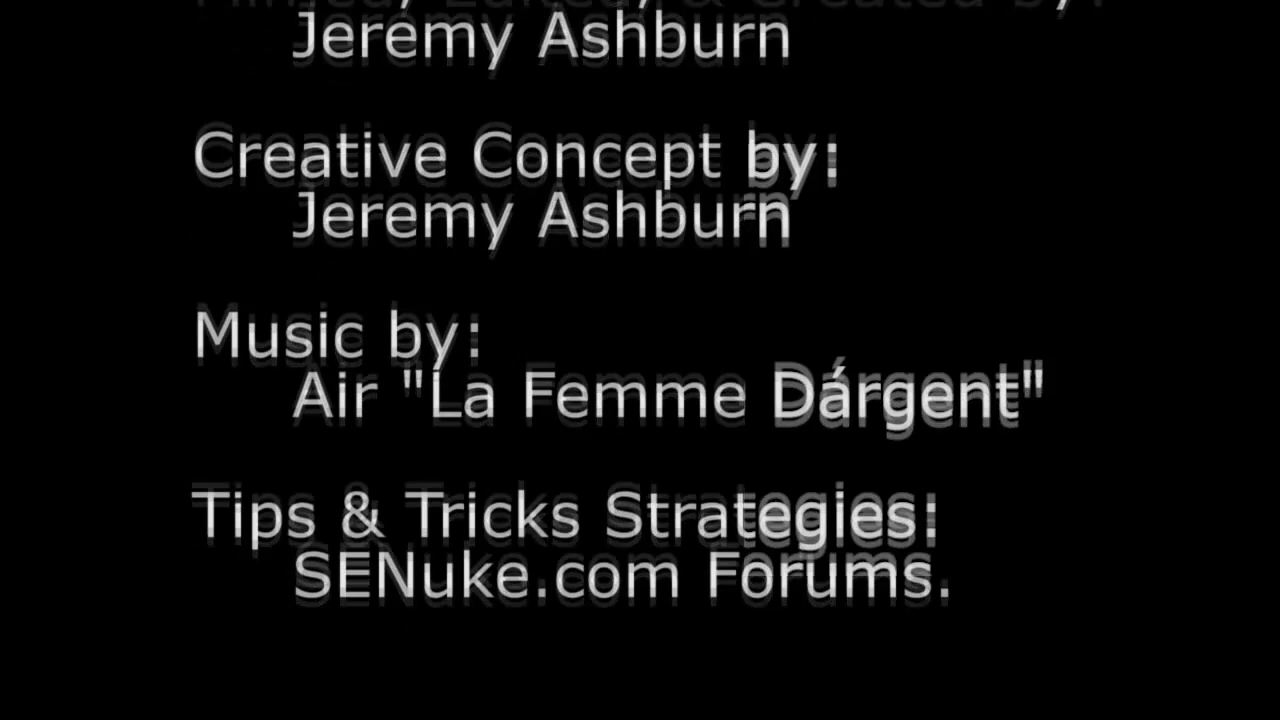 Jeremy Ashburn
Creative Concept by:
Jeremy Ashburn
Music by:
Air "La Femme Dárgent"
Tips & Tricks Strategies:
SENuke.com Forums.